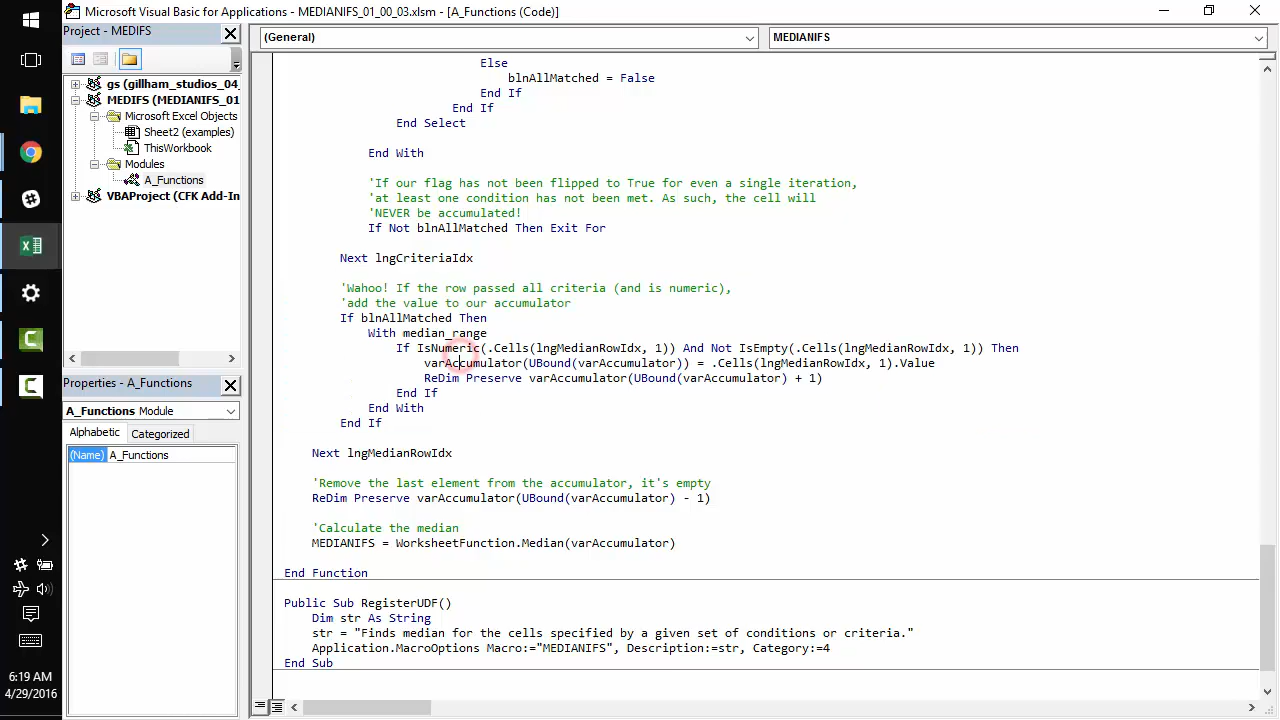 Microsoft Visual Basic for Applications - MEDIANIFS_01_00_03.xlsm - [A_Functions (Code)]
Project - MEDIFS
(General)
MEDIANIFS
gs (gillham_studios_04_
MEDIFS (MEDIANIFS_01
Microsoft Excel Objects
Sheet2 (examples)
ThisWorkbook
Modules
A_Functions
VBAProject (CFK Add-In
Properties - A_Functions
A_Functions Module
Alphabetic Categorized
(Name) A_Functions
Else
blnAllMatched = False
End If
End If
End Select
End With
'If our flag has not been flipped to True for even a single iteration,
'at least one condition has not been met. As such, the cell will
'NEVER be accumulated!
If Not blnAllMatched Then Exit For
Next lngCriteriaIdx
'Wahoo! If the row passed all criteria (and is numeric),
'add the value to our accumulator
If blnAllMatched Then
With median_range
If IsNumeric(.Cells(lngMedianRowIdx, 1)) And Not IsEmpty(.Cells(lngMedianRowIdx, 1)) Then
varAccumulator(UBound(varAccumulator)) = .Cells(lngMedianRowIdx, 1).Value
ReDim Preserve varAccumulator(UBound(varAccumulator) + 1)
End If
End With
End If
Next lngMedianRowIdx
'Remove the last element from the accumulator, it's empty
ReDim Preserve varAccumulator(UBound(varAccumulator) - 1)
'Calculate the median
MEDIANIFS = WorksheetFunction.Median(varAccumulator)
End Function
Public Sub RegisterUDF()
Dim str As String
str = "Finds median for the cells specified by a given set of conditions or criteria."
Application.MacroOptions Macro:="MEDIANIFS", Description:=str, Category:=4
End Sub
6:19 AM
4/29/2016